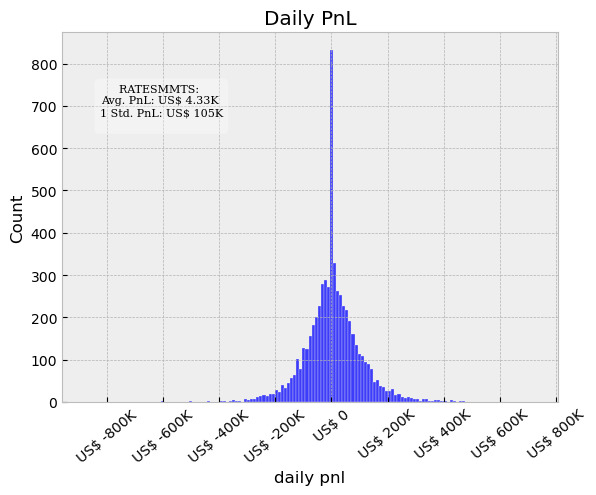 Daily PnL
RATESMMTS:
Avg. PnL: US$ 4.33K
1 Std. PnL: US$ 105K
Count
800
700
600
500
400
300
200
100
0
US$ -800K
US$ -600K
US$ -400K
US$ -200K
US$ 0
US$ 200K
US$ 400K
US$ 600K
US$ 800K
daily pnl